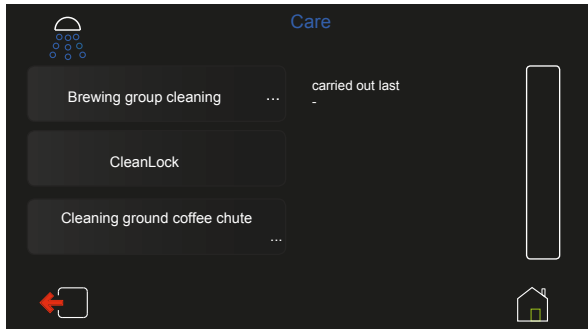 Care
Brewing group cleaning ...
carried out last
-
CleanLock
Cleaning ground coffee chute
...